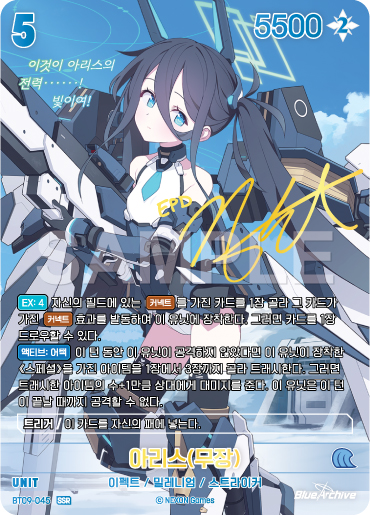 5
5500
2
이것이 아리스의
전력······!
빛이여!
EPD
SAMPLE
EX: 4 자신의 필드에 있는 커넥트 를 가진 카드를 1장 골라 그 카드가
가진 커넥트 효과를 발동하여 이 유닛에 장착한다. 그러면 카드를 1장
드로우할 수 있다.
액티브: 어택 이 턴 동안 이 유닛이 공격하지 않았다면 이 유닛이 장착한
<스페셜>을 가진 아이템을 1장에서 3장까지 골라 트래시한다. 그러면
트래시한 아이템의 수+1만큼 상대에게 대미지를 준다. 이 유닛은 이 턴
이 끝날 때까지 공격할 수 없다.
트리거 이 카드를 자신의 패에 넣는다.
아리스(무장)
UNIT 이펙트 / 밀레니엄 / 스트라이커
BT09-045 SSR © NEXON Games BlueArchive